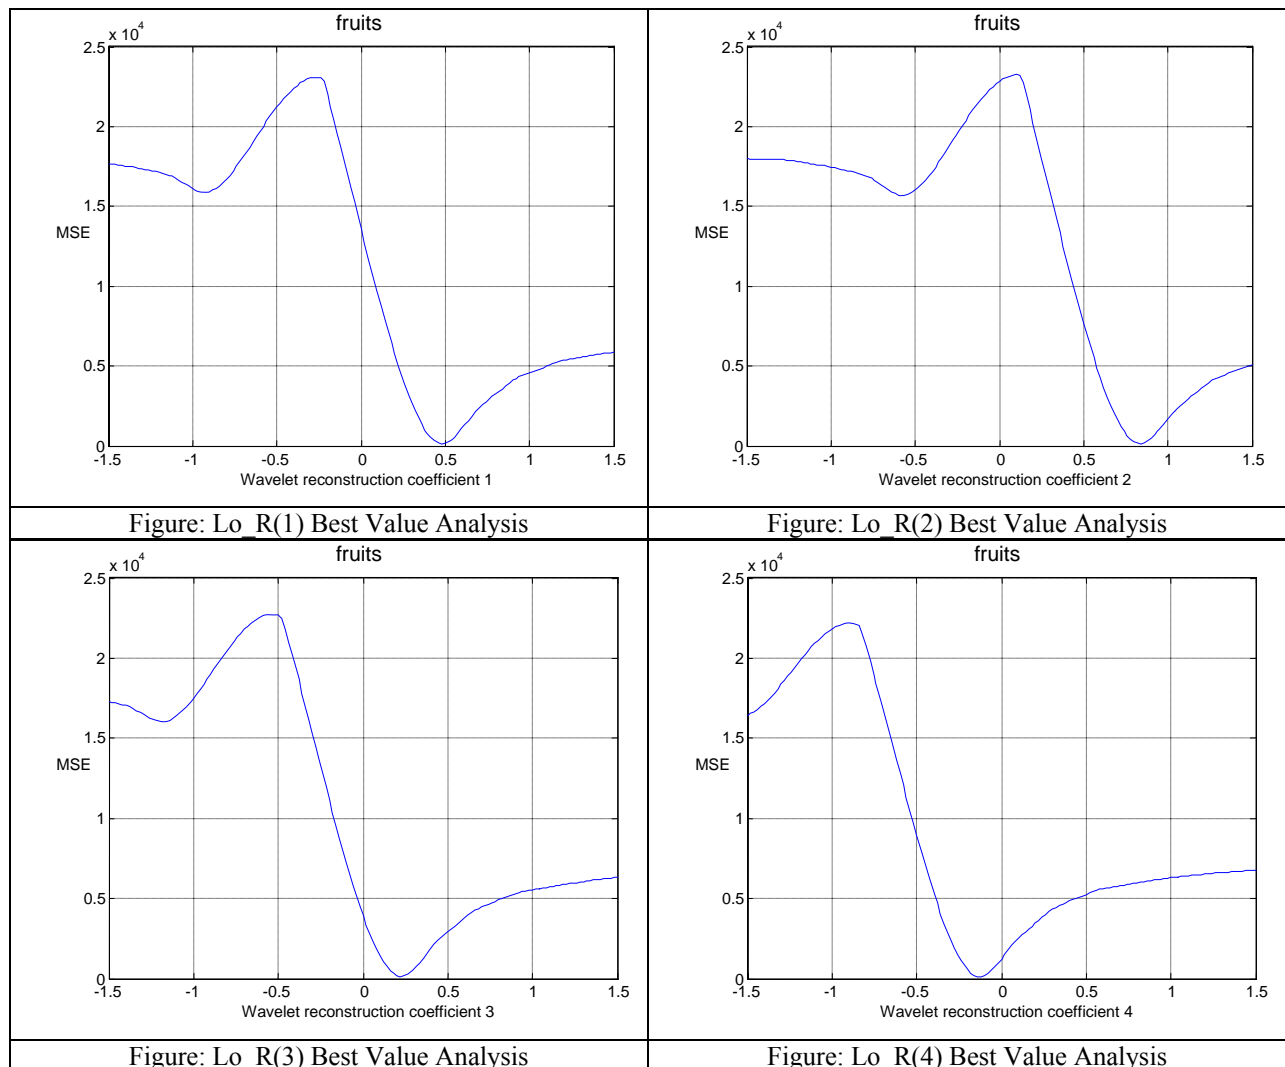 fruits
x 10^4
2.5
2
1.5
MSE
1
0.5
0
-1.5 -1 -0.5 0 0.5 1 1.5
Wavelet reconstruction coefficient 1
Figure: Lo_R(1) Best Value Analysis
fruits
x 10^4
2.5
2
1.5
MSE
1
0.5
0
-1.5 -1 -0.5 0 0.5 1 1.5
Wavelet reconstruction coefficient 2
Figure: Lo_R(2) Best Value Analysis
fruits
x 10^4
2.5
2
1.5
MSE
1
0.5
0
-1.5 -1 -0.5 0 0.5 1 1.5
Wavelet reconstruction coefficient 3
Figure: Lo_R(3) Best Value Analysis
fruits
x 10^4
2.5
2
1.5
MSE
1
0.5
0
-1.5 -1 -0.5 0 0.5 1 1.5
Wavelet reconstruction coefficient 4
Figure: Lo_R(4) Best Value Analysis